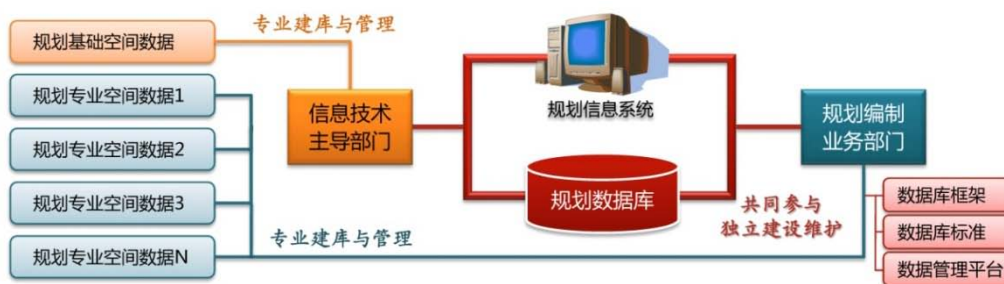 规划基础空间数据
规划专业空间数据1
规划专业空间数据2
规划专业空间数据3
规划专业空间数据N
专业建库与管理
信息技术
主导部门
专业建库与管理
规划信息系统
规划数据库
共同参与
独立建设维护
规划编制
业务部门
数据库框架
数据库标准
数据管理平台